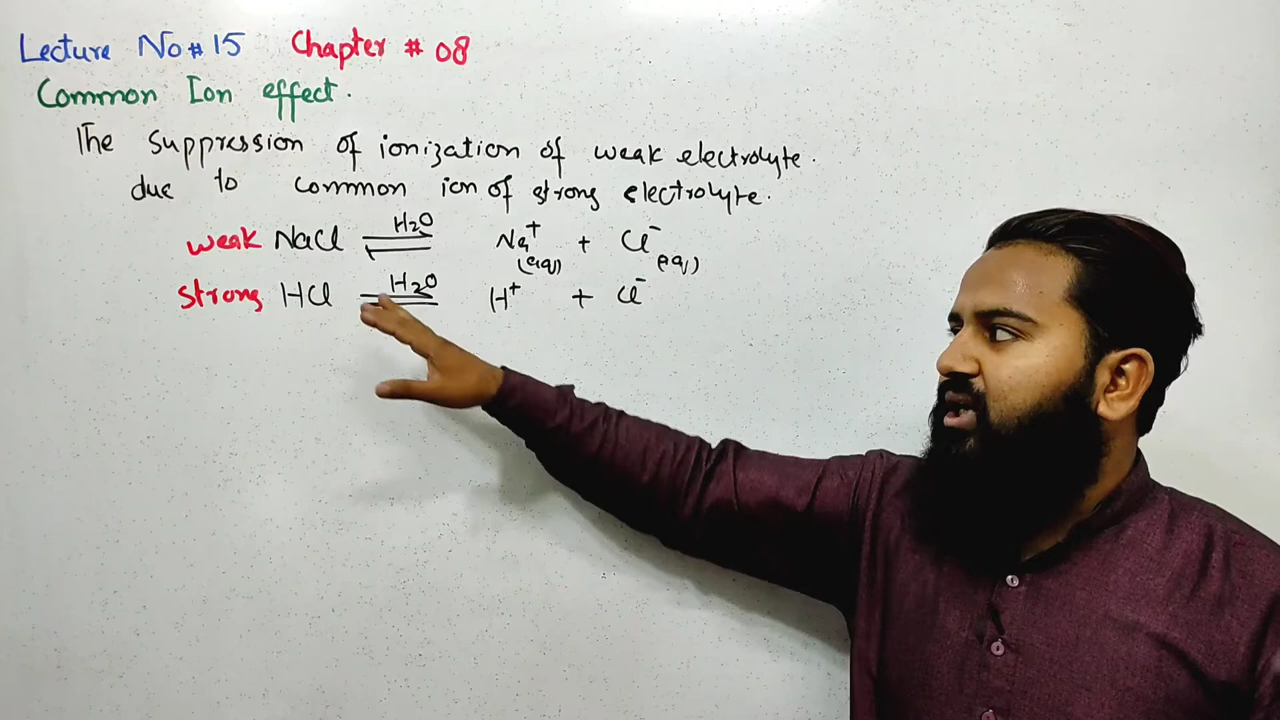 Lecture No # 15 Chapter # 08
Common Ion effect.
The suppression of ionization of weak electrolyte.
due to common ion of strong electrolyte.
weak NaCl ⇌ H₂O Na⁺(aq) + Cl⁻(aq)
strong HCl ⇌ H₂O H⁺ + Cl⁻